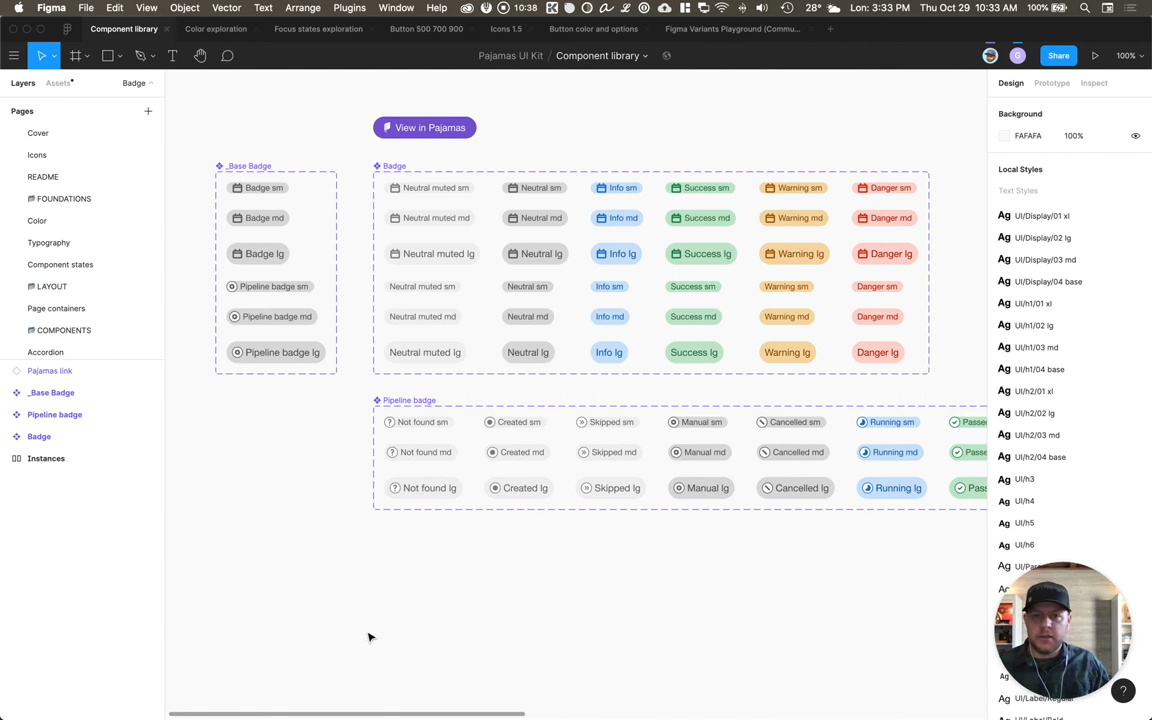 Figma File Edit View Object Vector Text Arrange Plugins Window Help 10:38 28° Lon: 3:33 PM Thu Oct 29 10:33 AM 100%
Component library × Color exploration Focus states exploration Button 500 700 900 Icons 1.5 Button color and options Figma Variants Playground (Commu... +
Pajamas UI Kit / Component library G Share 100%
Layers Assets Badge
Design Prototype Inspect
Pages +
Cover
Icons
README
FOUNDATIONS
Color
Typography
Component states
LAYOUT
Page containers
COMPONENTS
Accordion
Pajamas link
_Base Badge
Pipeline badge
Badge
Instances
View in Pajamas
_Base Badge
Badge sm
Badge md
Badge lg
Pipeline badge sm
Pipeline badge md
Pipeline badge lg
Badge
Neutral muted sm Neutral sm Info sm Success sm Warning sm Danger sm
Neutral muted md Neutral md Info md Success md Warning md Danger md
Neutral muted lg Neutral lg Info lg Success lg Warning lg Danger lg
Neutral muted sm Neutral sm Info sm Success sm Warning sm Danger sm
Neutral muted md Neutral md Info md Success md Warning md Danger md
Neutral muted lg Neutral lg Info lg Success lg Warning lg Danger lg
Pipeline badge
Not found sm Created sm Skipped sm Manual sm Cancelled sm Running sm Passe
Not found md Created md Skipped md Manual md Cancelled md Running md Passe
Not found lg Created lg Skipped lg Manual lg Cancelled lg Running lg Pass
Background
FAFAFA 100%
Local Styles
Text Styles
Ag UI/Display/01 xl
Ag UI/Display/02 lg
Ag UI/Display/03 md
Ag UI/Display/04 base
Ag UI/h1/01 xl
Ag UI/h1/02 lg
Ag UI/h1/03 md
Ag UI/h1/04 base
Ag UI/h2/01 xl
Ag UI/h2/02 lg
Ag UI/h2/03 md
Ag UI/h2/04 base
Ag UI/h3
Ag UI/h4
Ag UI/h5
Ag UI/h6
Ag UI/Par
Ag
Ag
Ag UI/Label/Regular
?